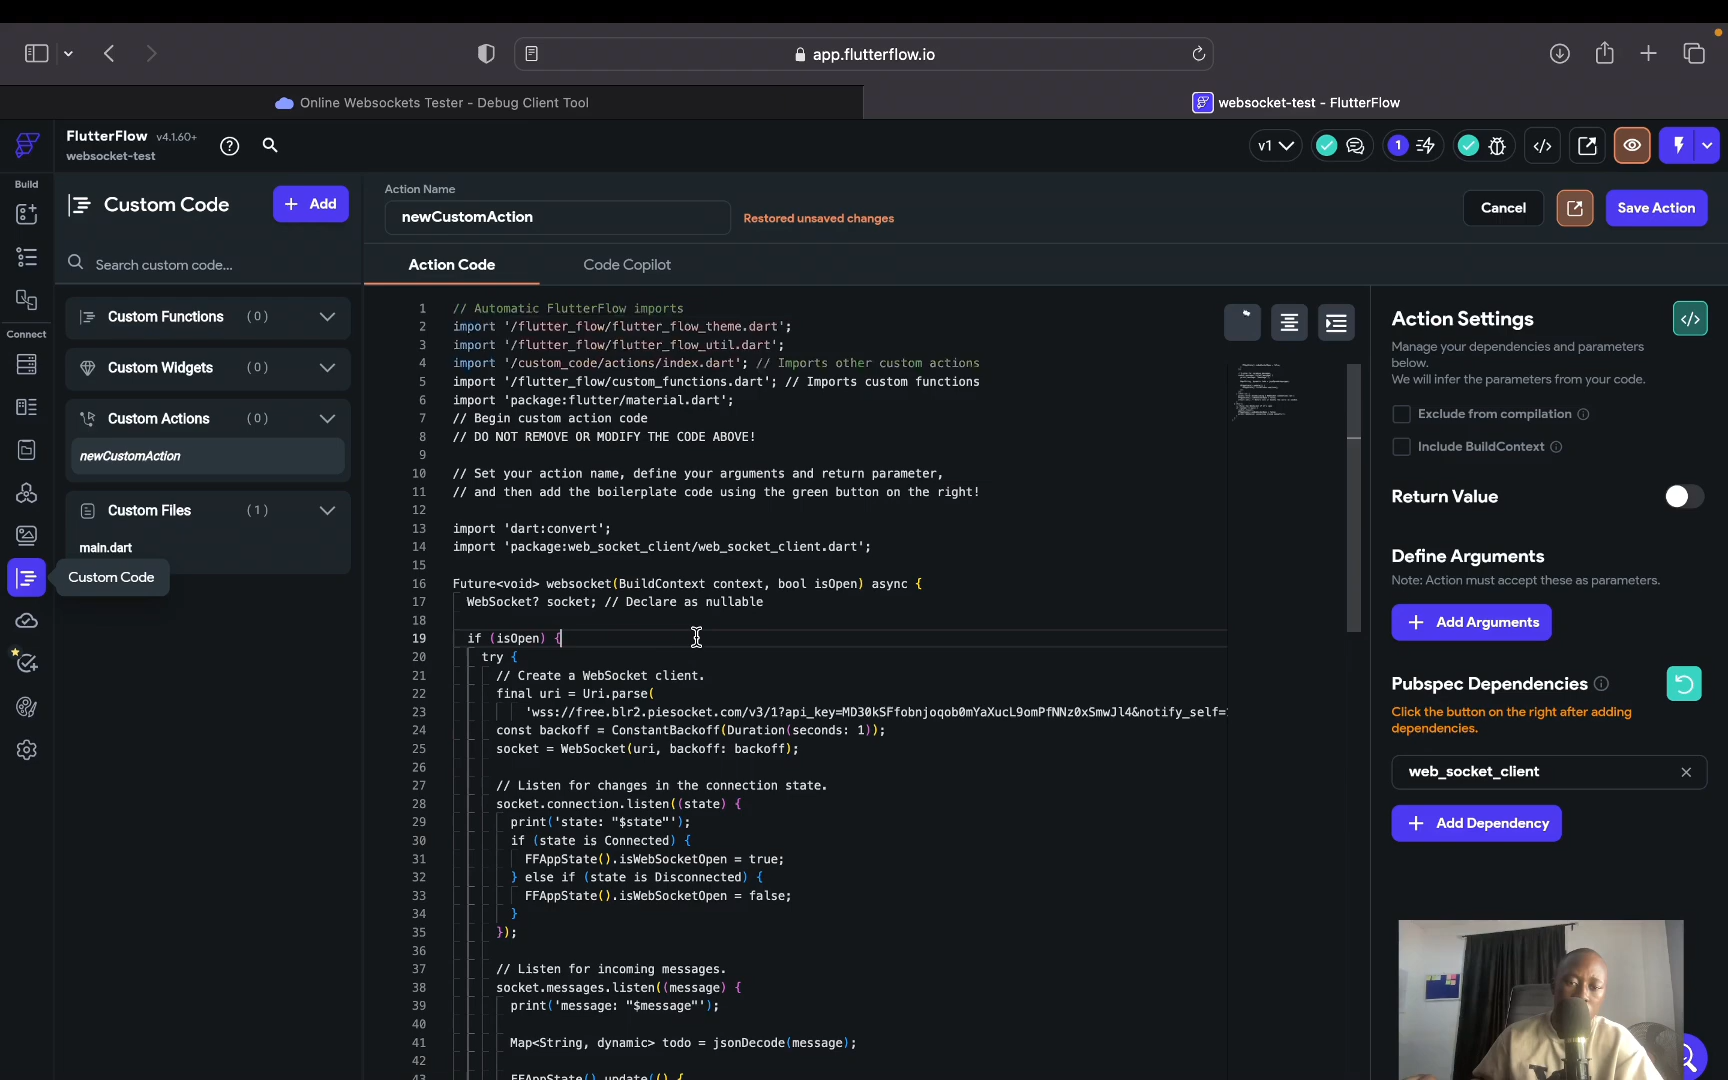 app.flutterflow.io
Online Websockets Tester - Debug Client Tool
websocket-test - FlutterFlow
FlutterFlow v4.1.60+
websocket-test
v1
1
Build
Connect
Custom Code
+ Add
Search custom code...
Custom Functions (0)
Custom Widgets (0)
Custom Actions (0)
newCustomAction
Custom Files (1)
main.dart
Custom Code
Action Name
newCustomAction
Restored unsaved changes
Cancel
Save Action
Action Code
Code Copilot
1 // Automatic FlutterFlow imports
2 import '/flutter_flow/flutter_flow_theme.dart';
3 import '/flutter_flow/flutter_flow_util.dart';
4 import '/custom_code/actions/index.dart'; // Imports other custom actions
5 import '/flutter_flow/custom_functions.dart'; // Imports custom functions
6 import 'package:flutter/material.dart';
7 // Begin custom action code
8 // DO NOT REMOVE OR MODIFY THE CODE ABOVE!
9
10 // Set your action name, define your arguments and return parameter,
11 // and then add the boilerplate code using the green button on the right!
12
13 import 'dart:convert';
14 import 'package:web_socket_client/web_socket_client.dart';
15
16 Future<void> websocket(BuildContext context, bool isOpen) async {
17 WebSocket? socket; // Declare as nullable
18
19 if (isOpen) {
20 try {
21 // Create a WebSocket client.
22 final uri = Uri.parse(
23 'wss://free.blr2.piesocket.com/v3/1?api_key=MD30kSFfobnjoqob0mYaXucL9omPfNNz0xSmwJl4&notify_self=
24 const backoff = ConstantBackoff(Duration(seconds: 1));
25 socket = WebSocket(uri, backoff: backoff);
26
27 // Listen for changes in the connection state.
28 socket.connection.listen((state) {
29 print('state: "$state"');
30 if (state is Connected) {
31 FFAppState().isWebSocketOpen = true;
32 } else if (state is Disconnected) {
33 FFAppState().isWebSocketOpen = false;
34 }
35 });
36
37 // Listen for incoming messages.
38 socket.messages.listen((message) {
39 print('message: "$message"');
40
41 Map<String, dynamic> todo = jsonDecode(message);
42
43 FFAppState().update(() {
Action Settings
Manage your dependencies and parameters
below.
We will infer the parameters from your code.
Exclude from compilation
Include BuildContext
Return Value
Define Arguments
Note: Action must accept these as parameters.
+ Add Arguments
Pubspec Dependencies
Click the button on the right after adding
dependencies.
web_socket_client
+ Add Dependency